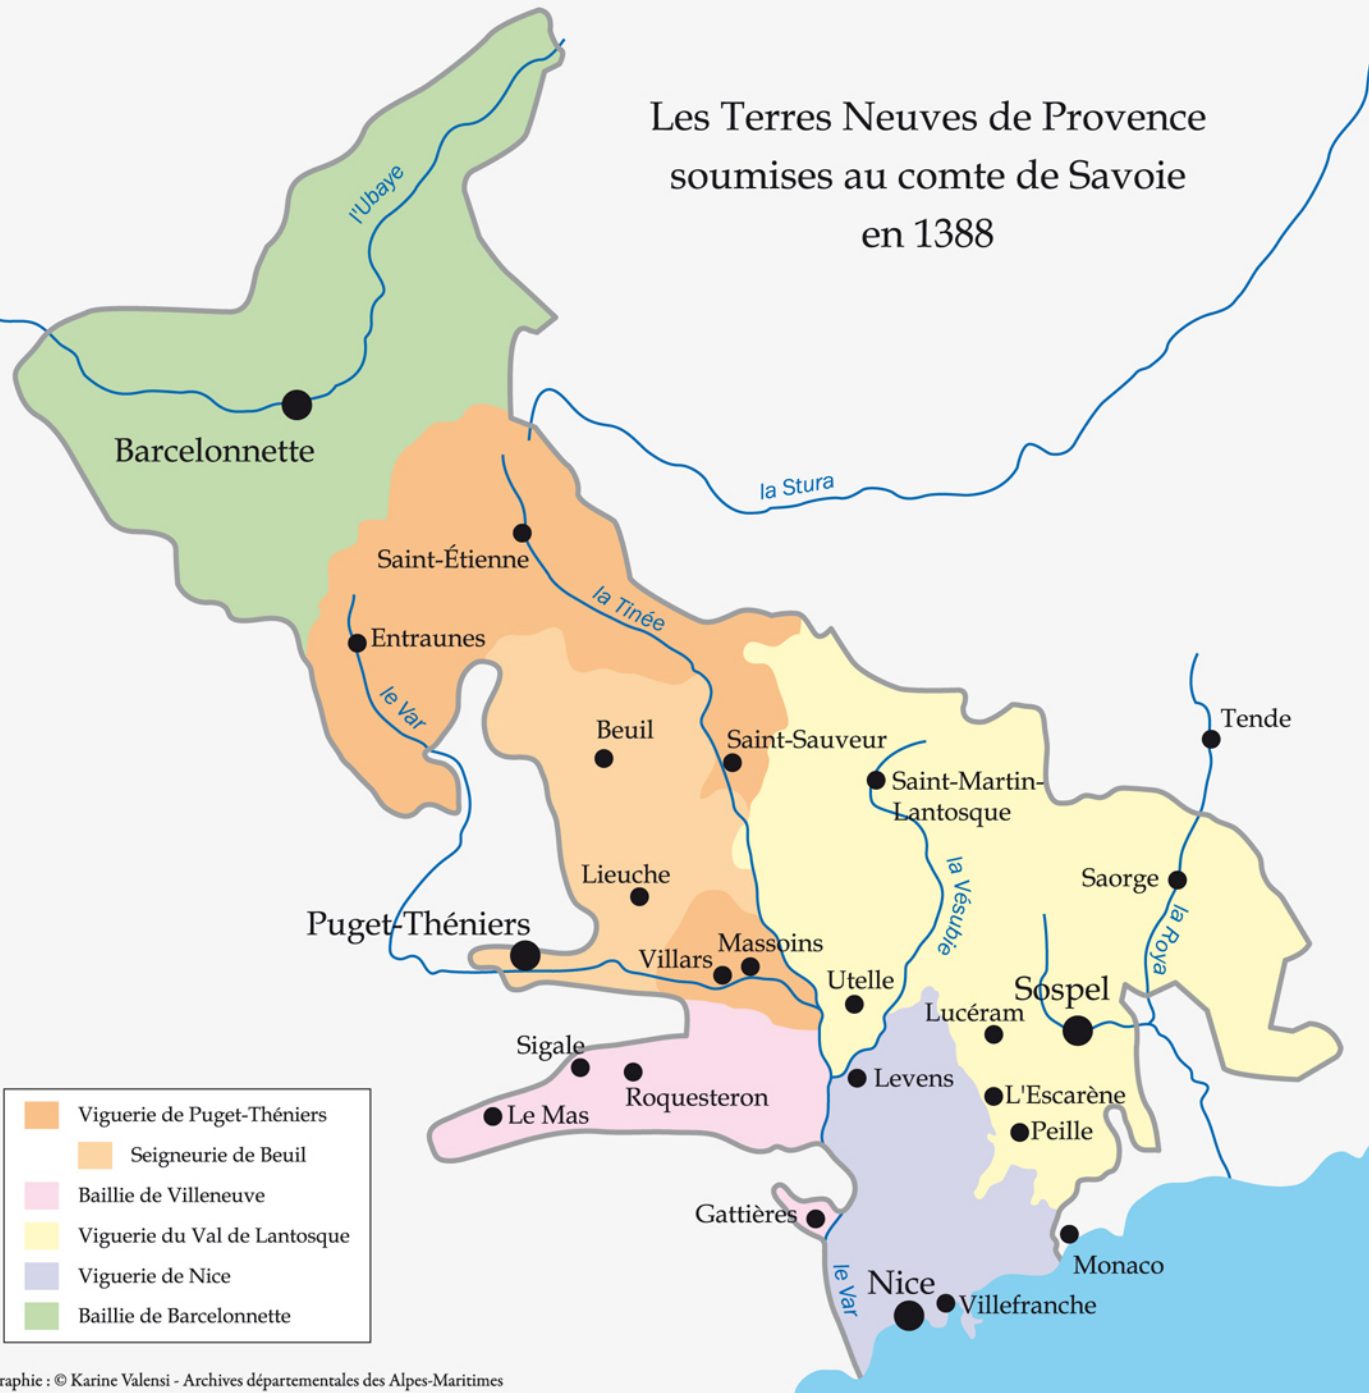 Les Terres Neuves de Provence
soumises au comte de Savoie
en 1388
l'Ubaye
Barcelonnette
la Stura
Saint-Étienne
la Tinée
Entraunes
le Var
Beuil
Saint-Sauveur
Tende
Saint-Martin-
Lantosque
la Vésubie
Lieuche
Saorge
la Roya
Puget-Théniers
Massoins
Villars
Utelle
Sospel
Lucéram
Sigale
Levens
Roquesteron
L'Escarène
Le Mas
Peille
Gattières
Monaco
le Var
Nice
Villefranche
Viguerie de Puget-Théniers
Seigneurie de Beuil
Baillie de Villeneuve
Viguerie du Val de Lantosque
Viguerie de Nice
Baillie de Barcelonnette
raphie : © Karine Valensi - Archives départementales des Alpes-Maritimes